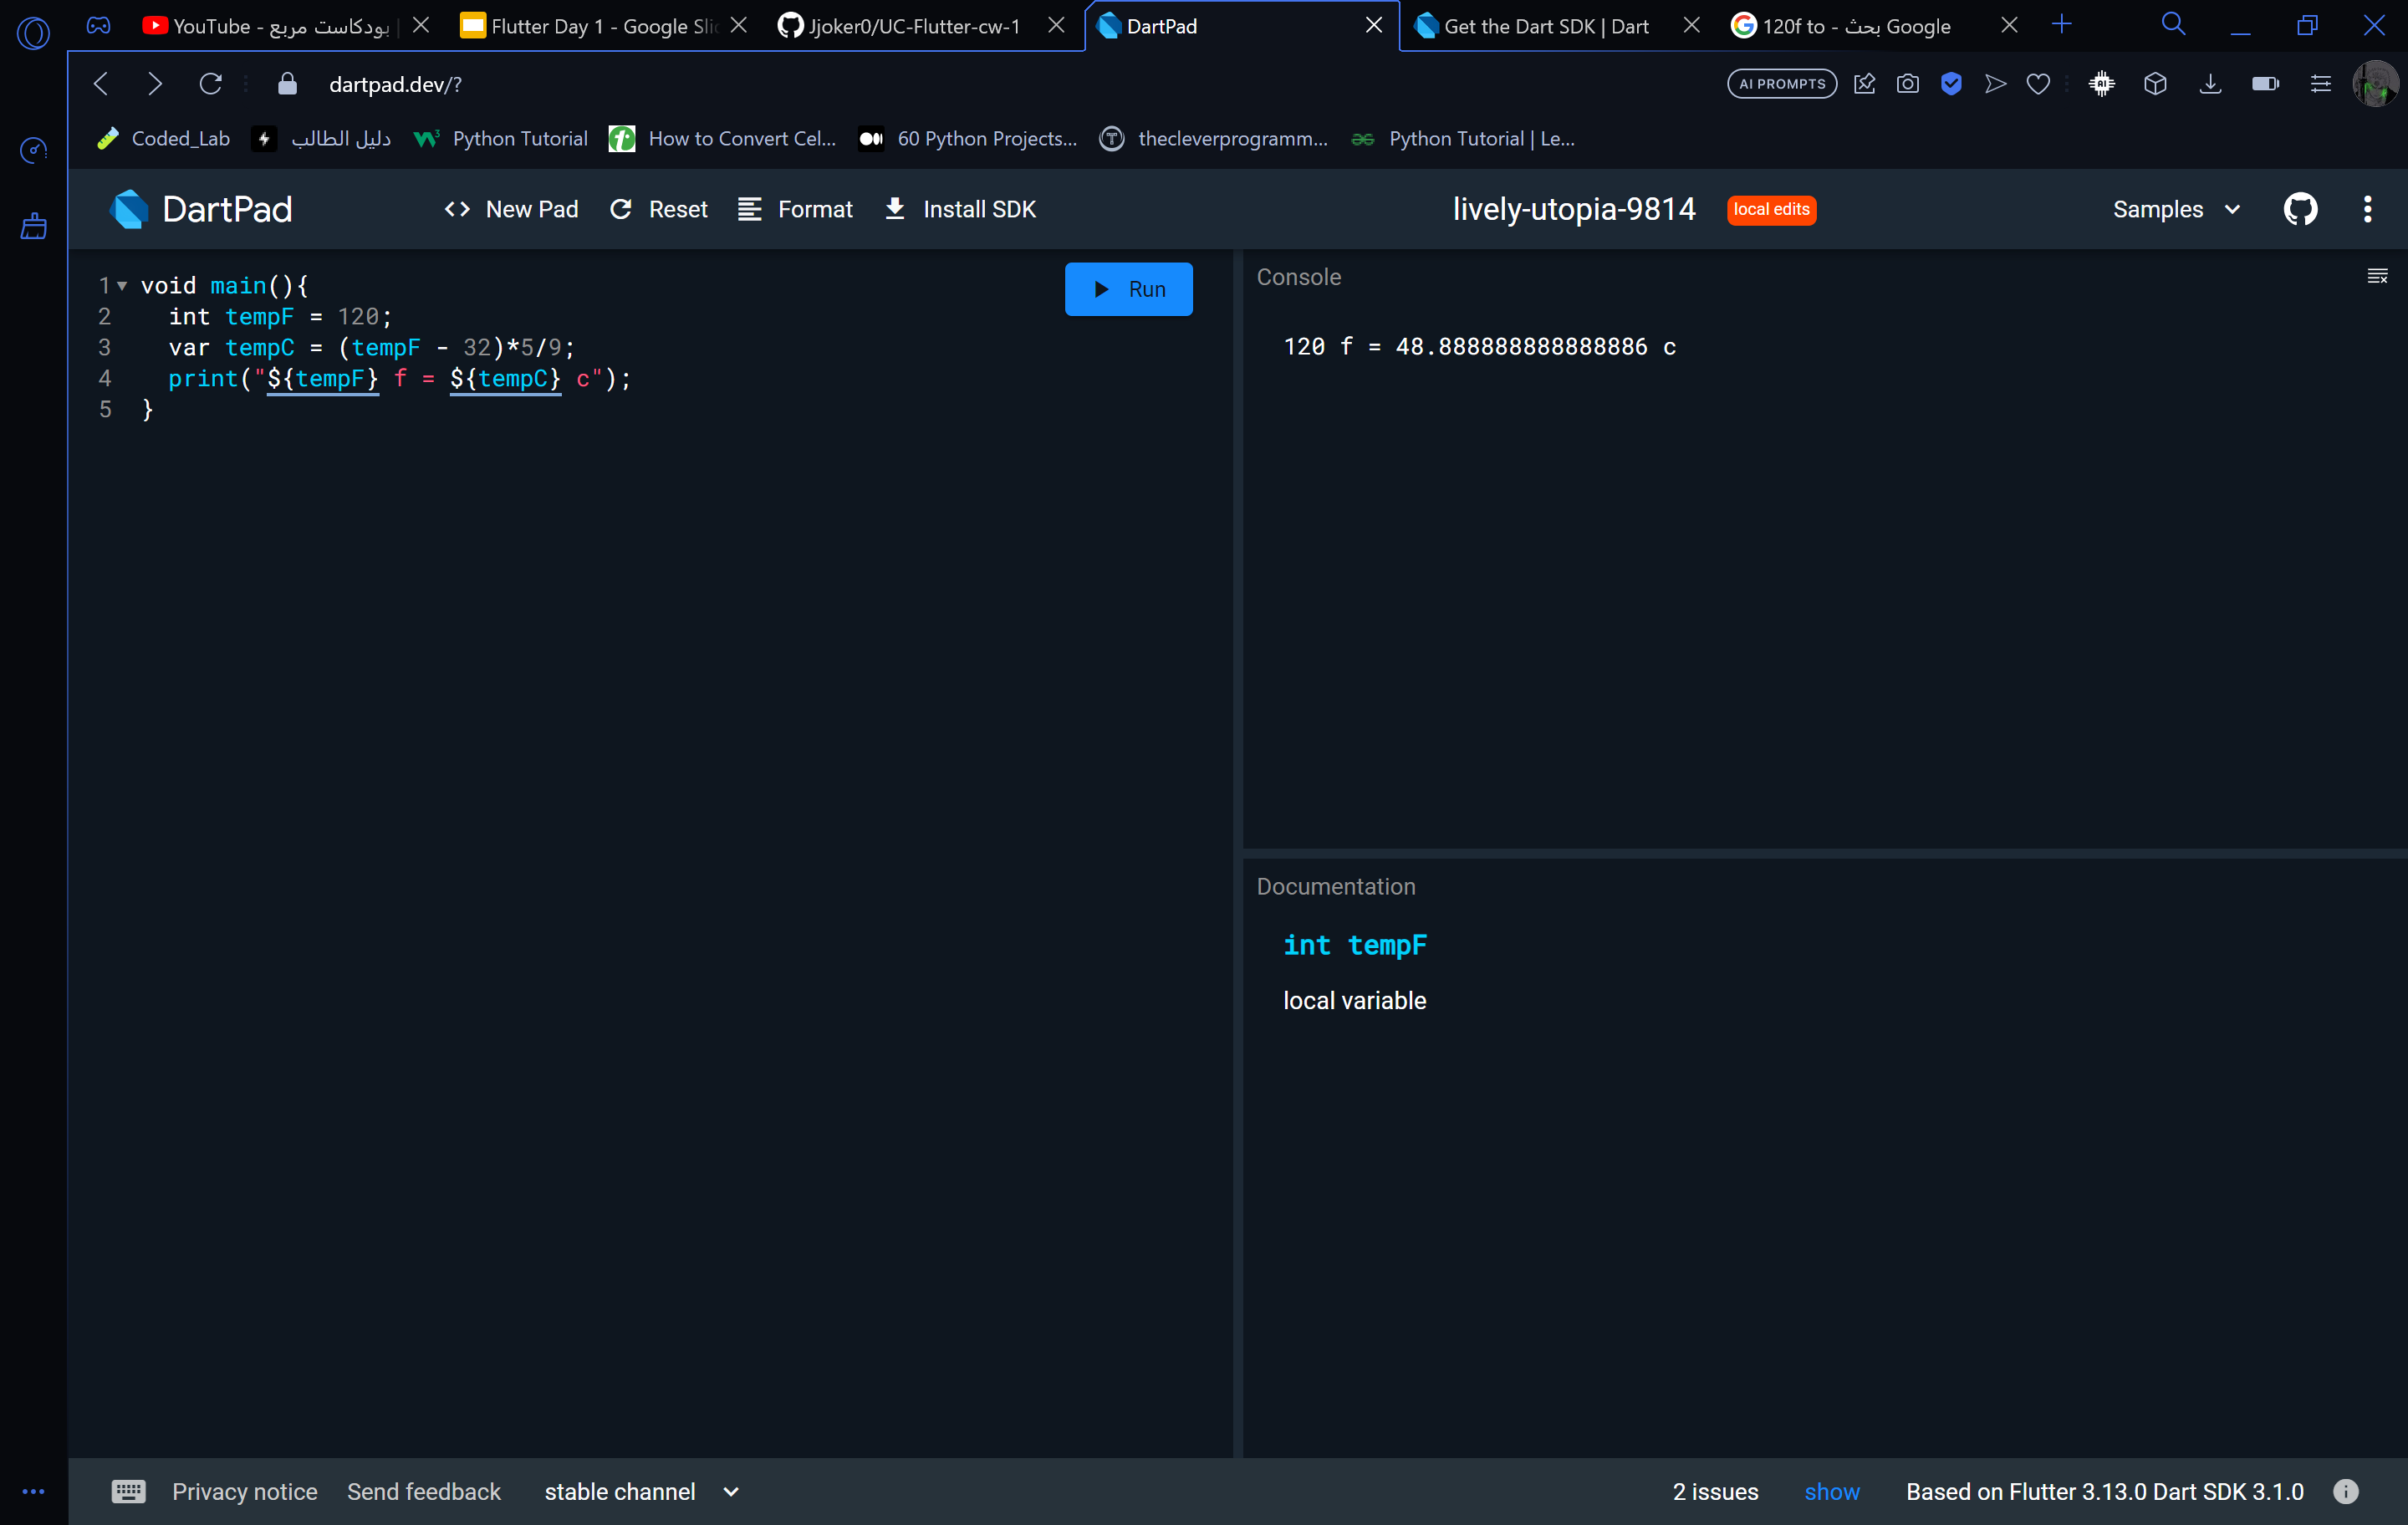 YouTube - بودكاست مربع |
Flutter Day 1 - Google Slic
Jjoker0/UC-Flutter-cw-1
DartPad
Get the Dart SDK | Dart
120f to - بحث Google
dartpad.dev/?
AI PROMPTS
AI
Coded_Lab
دليل الطالب
Python Tutorial
How to Convert Cel...
60 Python Projects...
thecleverprogramm...
Python Tutorial | Le...
DartPad
New Pad
Reset
Format
Install SDK
lively-utopia-9814
local edits
Samples
1 void main(){
2 int tempF = 120;
3 var tempC = (tempF - 32)*5/9;
4 print("${tempF} f = ${tempC} c");
5 }
Run
Console
120 f = 48.888888888888886 c
Documentation
int tempF
local variable
Privacy notice
Send feedback
stable channel
2 issues
show
Based on Flutter 3.13.0 Dart SDK 3.1.0